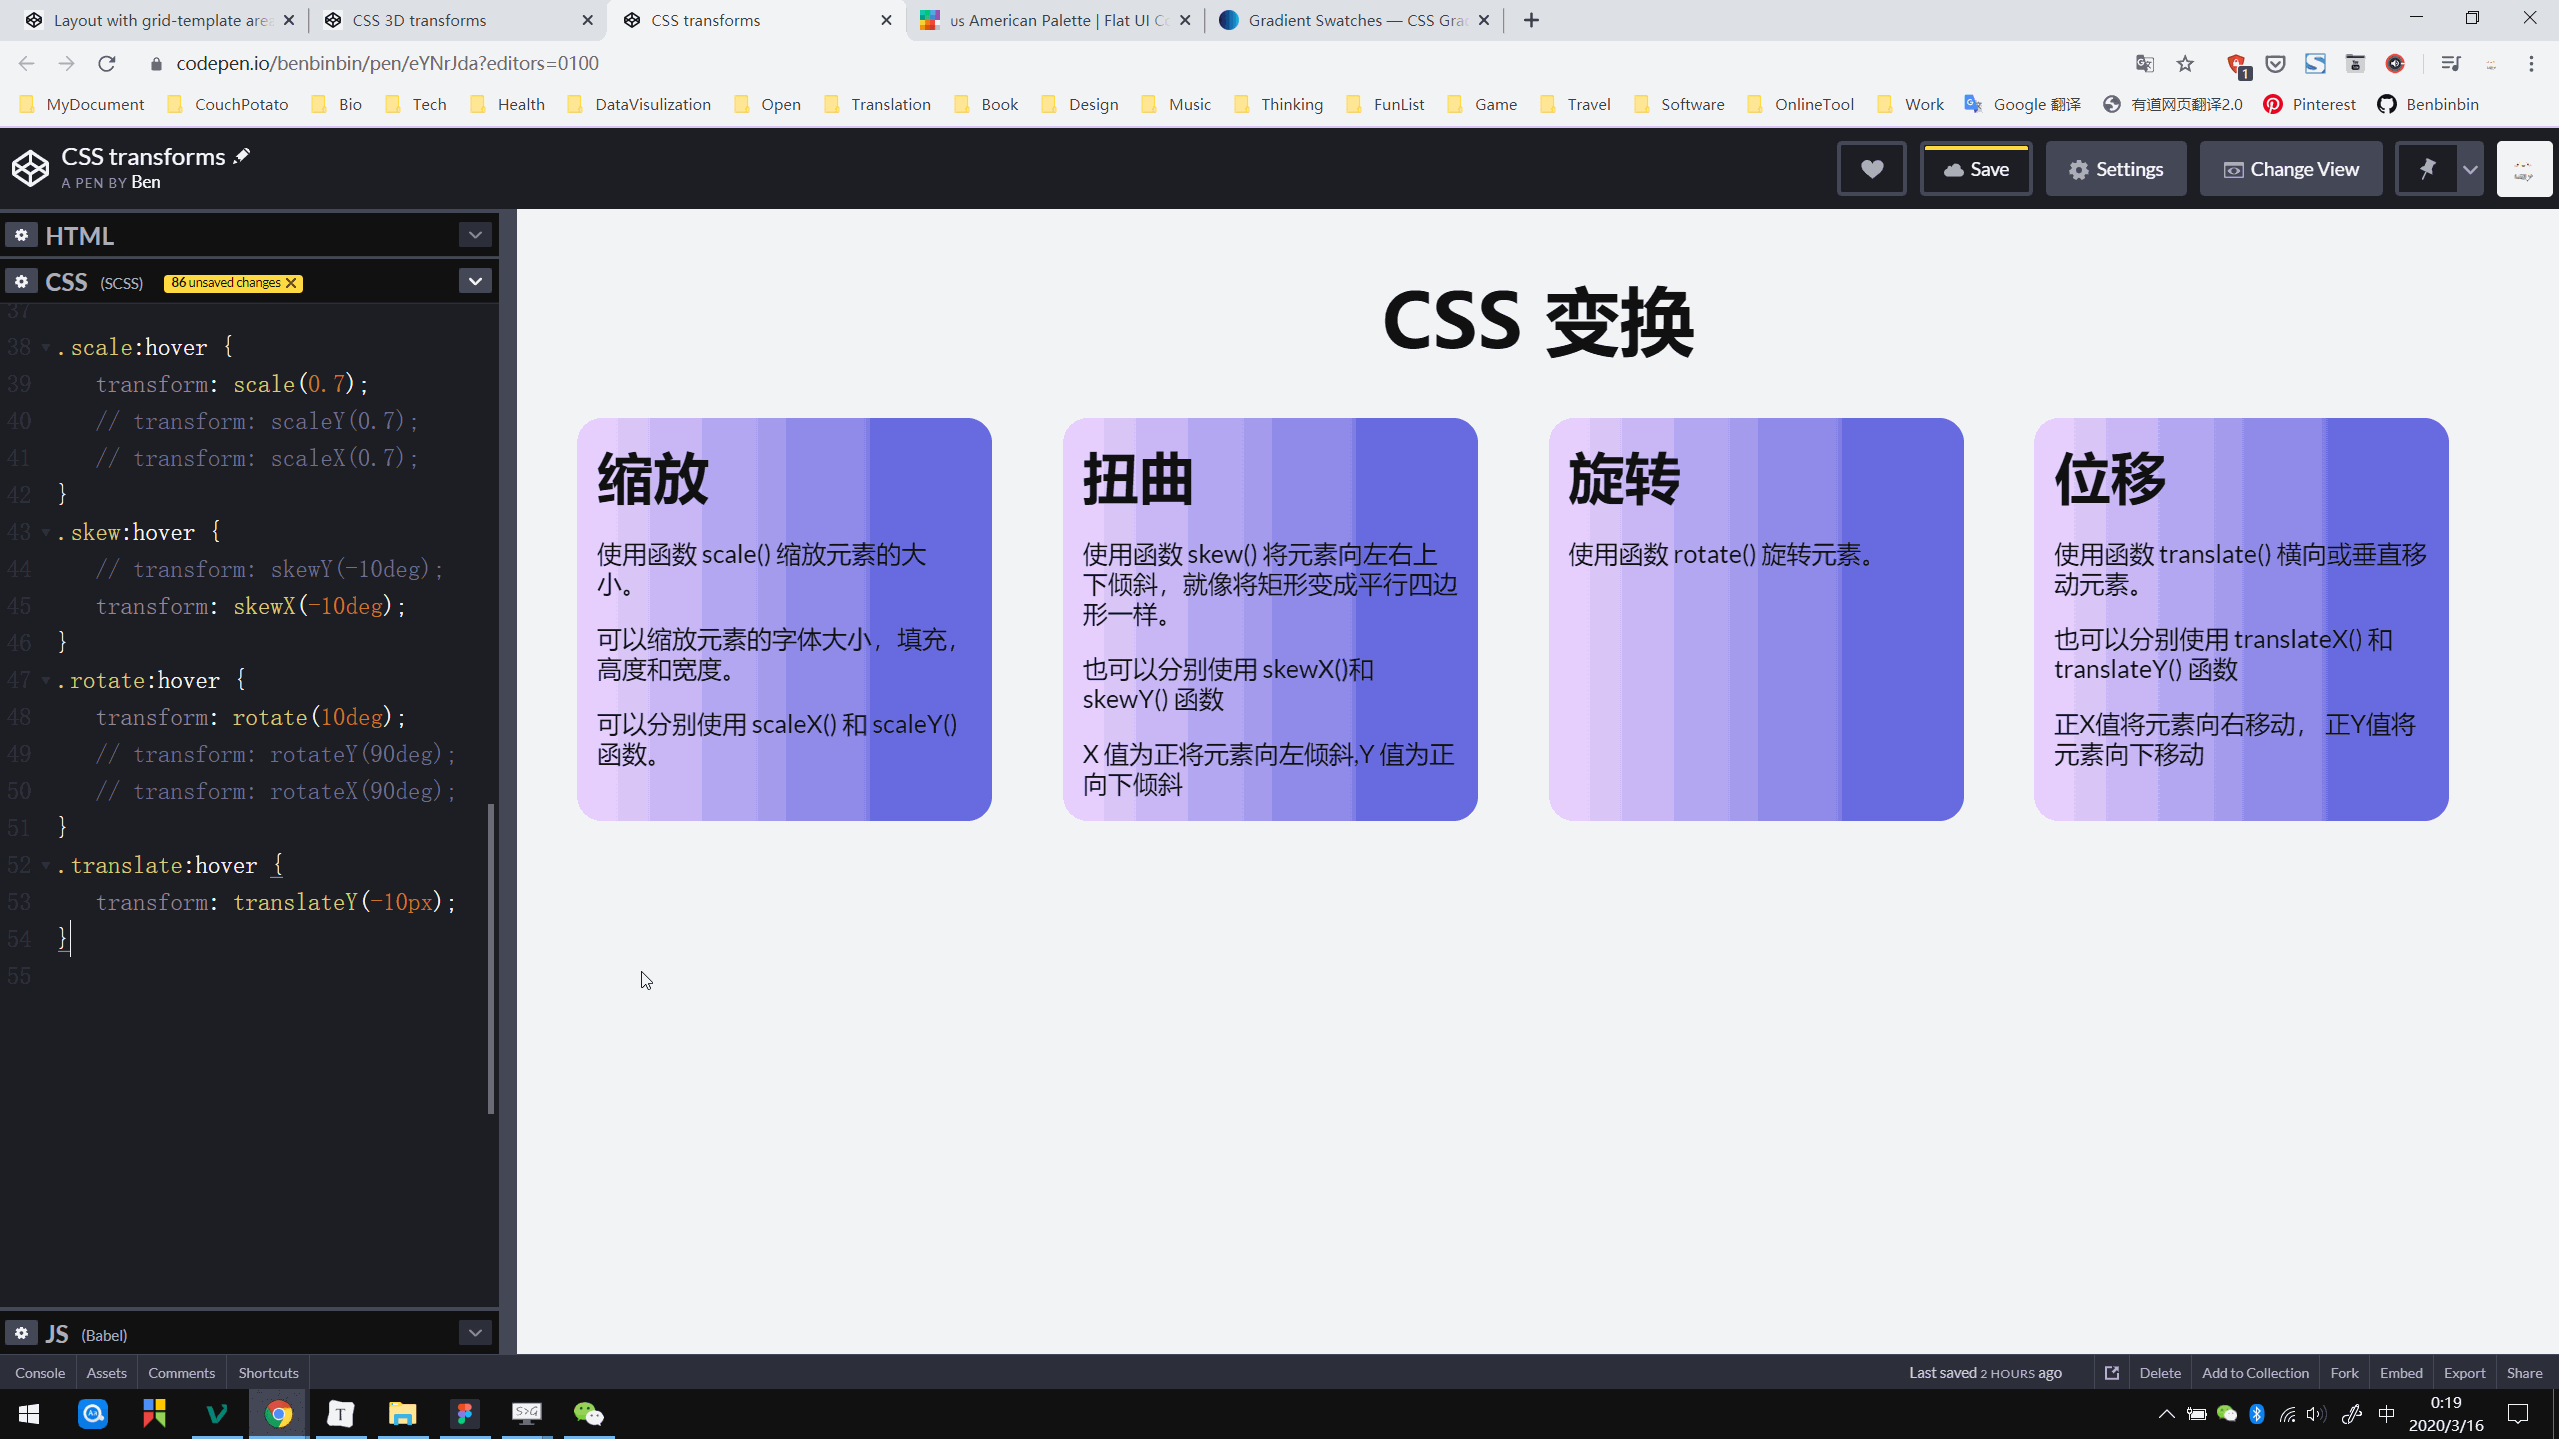 Layout with grid-template area
CSS 3D transforms
CSS transforms
us American Palette | Flat UI Co
Gradient Swatches — CSS Grad
codepen.io/benbinbin/pen/eYNrJda?editors=0100
1
MyDocument
CouchPotato
Bio
Tech
Health
DataVisulization
Open
Translation
Book
Design
Music
Thinking
FunList
Game
Travel
Software
OnlineTool
Work
Google 翻译
有道网页翻译2.0
Pinterest
Benbinbin
CSS transforms
A PEN BY Ben
Save
Settings
Change View
HTML
CSS (SCSS)
86 unsaved changes
37
38 .scale:hover {
39 transform: scale(0.7);
40 // transform: scaleY(0.7);
41 // transform: scaleX(0.7);
42 }
43 .skew:hover {
44 // transform: skewY(-10deg);
45 transform: skewX(-10deg);
46 }
47 .rotate:hover {
48 transform: rotate(10deg);
49 // transform: rotateY(90deg);
50 // transform: rotateX(90deg);
51 }
52 .translate:hover {
53 transform: translateY(-10px);
54 }
55
JS (Babel)
CSS 变换
缩放
使用函数 scale() 缩放元素的大
小。
可以缩放元素的字体大小，填充，
高度和宽度。
可以分别使用 scaleX() 和 scaleY()
函数。
扭曲
使用函数 skew() 将元素向左右上
下倾斜，就像将矩形变成平行四边
形一样。
也可以分别使用 skewX()和
skewY() 函数
X 值为正将元素向左倾斜,Y 值为正
向下倾斜
旋转
使用函数 rotate() 旋转元素。
位移
使用函数 translate() 横向或垂直移
动元素。
也可以分别使用 translateX() 和
translateY() 函数
正X值将元素向右移动， 正Y值将
元素向下移动
Console
Assets
Comments
Shortcuts
Last saved 2 HOURS ago
Delete
Add to Collection
Fork
Embed
Export
Share
中
0:19
2020/3/16